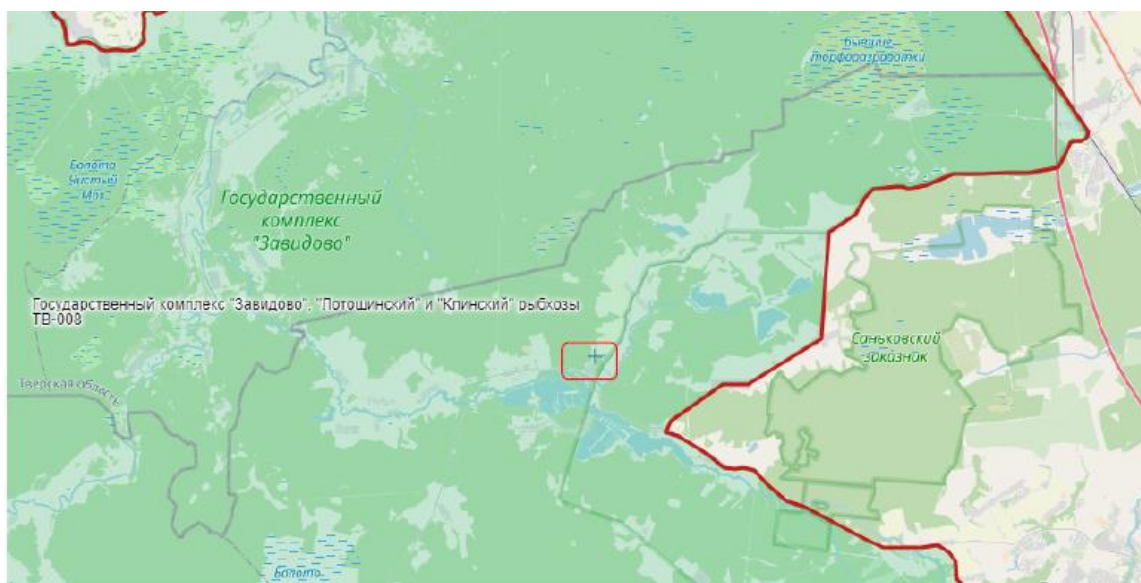 Бывшие
торфоразработки
Болото
Чистый
Мох
Государственный
комплекс
"Завидово"
Государственный комплекс "Завидово", "Лотошинский" и "Клинский" рыбхозы
ТВ-008
Саньковский
заказник
Тверская область
Болото